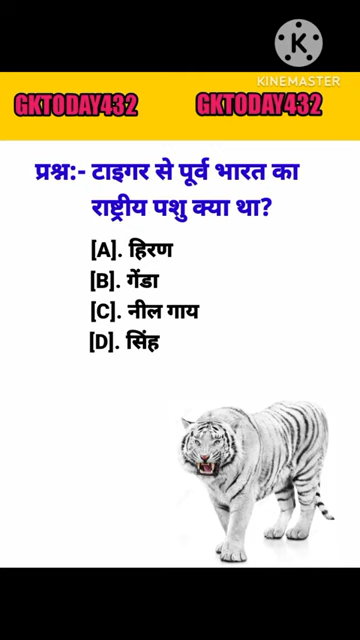 K
KINEMASTER
GKTODAY432 GKTODAY432
प्रश्न:- टाइगर से पूर्व भारत का
राष्ट्रीय पशु क्या था?
[A]. हिरण
[B]. गेंडा
[C]. नील गाय
[D]. सिंह